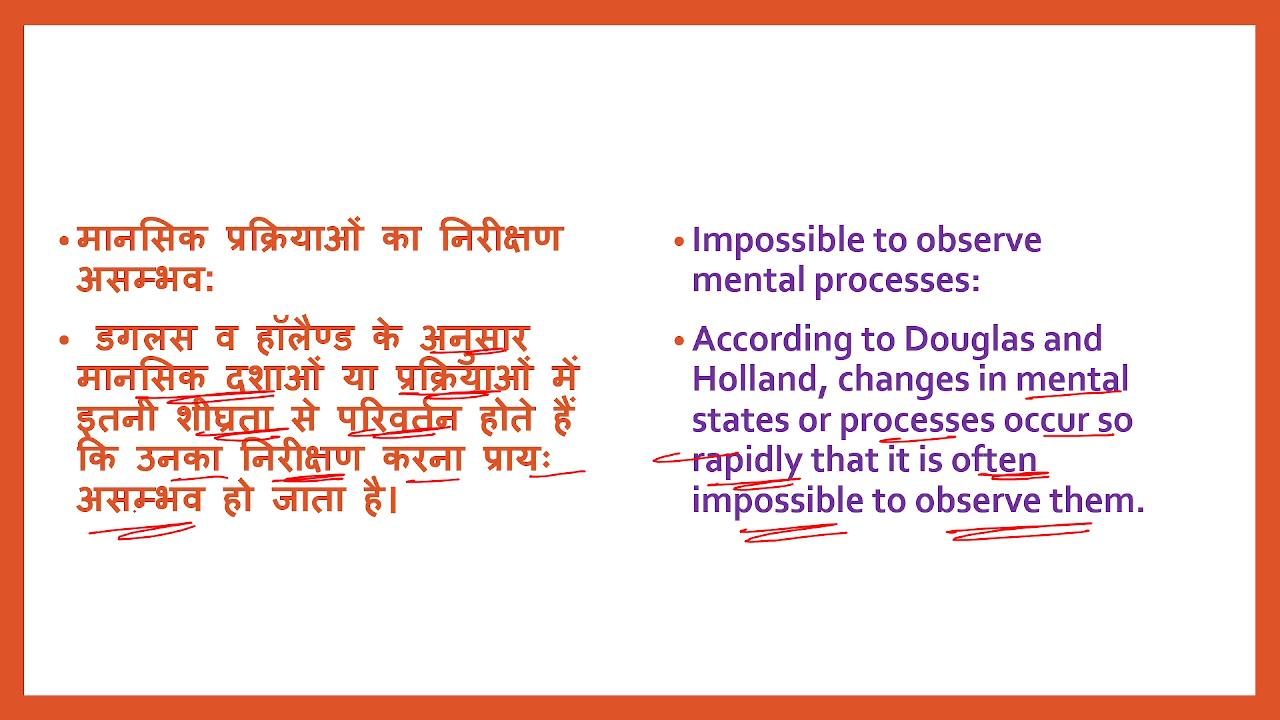 • मानसिक प्रक्रियाओं का निरीक्षण
असम्भव:
• डगलस व हॉलैण्ड के अनुसार
मानसिक दशाओं या प्रक्रियाओं में
इतनी शीघ्रता से परिवर्तन होते हैं
कि उनका निरीक्षण करना प्रायः
असम्भव हो जाता है।
• Impossible to observe
mental processes:
• According to Douglas and
Holland, changes in mental
states or processes occur so
rapidly that it is often
impossible to observe them.